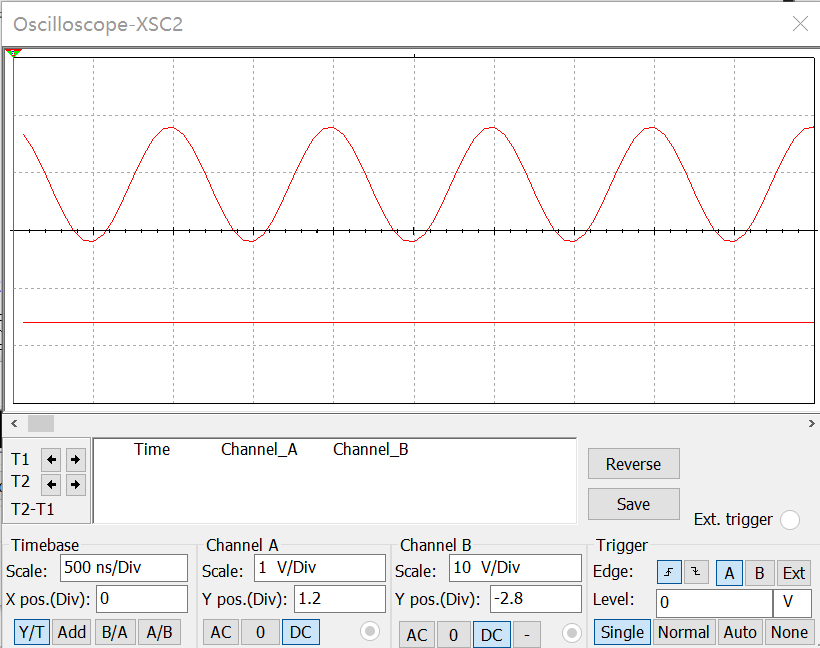 Oscilloscope-XSC2
Time Channel_A Channel_B
T1
T2
T2-T1
Reverse
Save
Ext. trigger
Timebase
Scale: 500 ns/Div
X pos.(Div): 0
Y/T Add B/A A/B
Channel A
Scale: 1 V/Div
Y pos.(Div): 1.2
AC 0 DC
Channel B
Scale: 10 V/Div
Y pos.(Div): -2.8
AC 0 DC -
Trigger
Edge: A B Ext
Level: 0 V
Single Normal Auto None